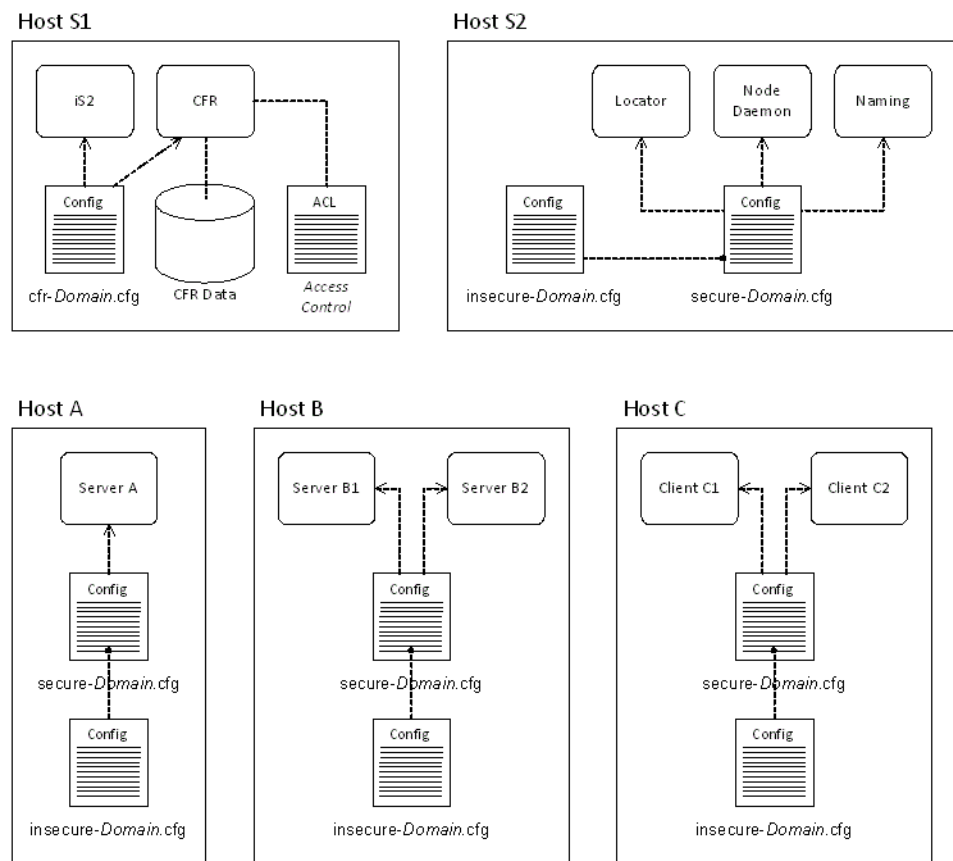 Host S1
iS2
CFR
Config
ACL
cfr-Domain.cfg
CFR Data
Access
Control
Host S2
Locator
Node
Daemon
Naming
Config
Config
insecure-Domain.cfg
secure-Domain.cfg
Host A
Server A
Config
secure-Domain.cfg
Config
insecure-Domain.cfg
Host B
Server B1
Server B2
Config
secure-Domain.cfg
Config
insecure-Domain.cfg
Host C
Client C1
Client C2
Config
secure-Domain.cfg
Config
insecure-Domain.cfg